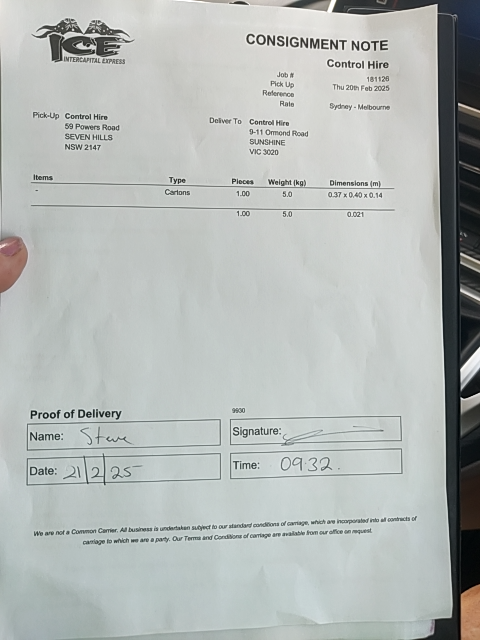 ICE
INTERCAPITAL EXPRESS
CONSIGNMENT NOTE
Control Hire
Job # 181126
Pick Up Thu 20th Feb 2025
Reference
Rate Sydney - Melbourne
Pick-Up Control Hire
59 Powers Road
SEVEN HILLS
NSW 2147
Deliver To Control Hire
9-11 Ormond Road
SUNSHINE
VIC 3020
Items Type Pieces Weight (kg) Dimensions (m)
- Cartons 1.00 5.0 0.37 x 0.40 x 0.14
1.00 5.0 0.021
Proof of Delivery
9930
Name: Steve
Signature:
Date: 21/2/25
Time: 09:32.
We are not a Common Carrier. All business is undertaken subject to our standard conditions of carriage, which are incorporated into all contracts of
carriage to which we are a party. Our Terms and Conditions of carriage are available from our office on request.